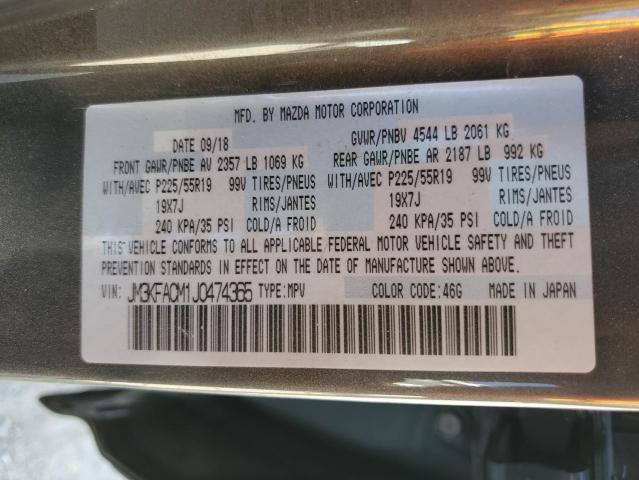 MFD. BY MAZDA MOTOR CORPORATION
DATE 09/18 GVWR/PNBV 4544 LB 2061 KG
FRONT GAWR/PNBE AV 2357 LB 1069 KG REAR GAWR/PNBE AR 2187 LB 992 KG
WITH/AVEC P225/55R19 99V TIRES/PNEUS WITH/AVEC P225/55R19 99V TIRES/PNEUS
19X7J RIMS/JANTES 19X7J RIMS/JANTES
240 KPA/35 PSI COLD/A FROID 240 KPA/35 PSI COLD/A FROID
THIS VEHICLE CONFORMS TO ALL APPLICABLE FEDERAL MOTOR VEHICLE SAFETY AND THEFT
PREVENTION STANDARDS IN EFFECT ON THE DATE OF MANUFACTURE SHOWN ABOVE.
VIN: JM3KFACM1J0474365 TYPE:MPV COLOR CODE:46G MADE IN JAPAN